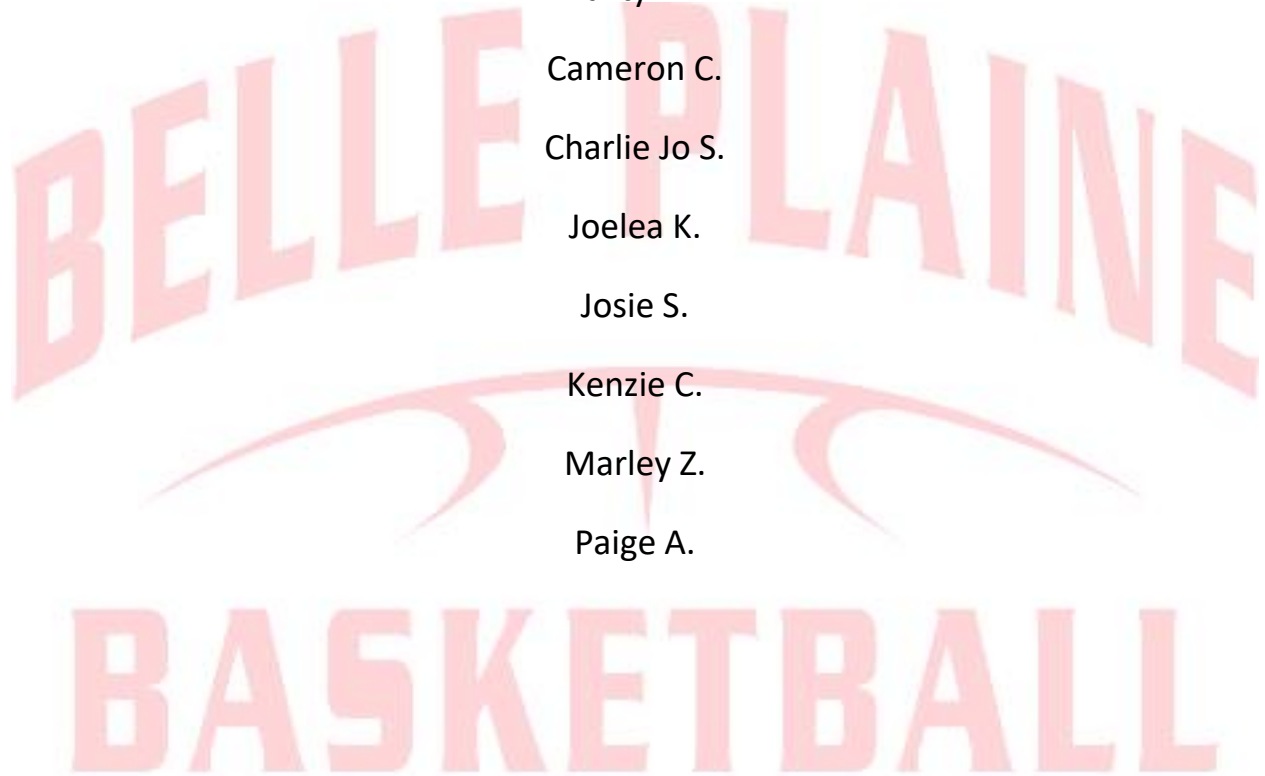 BELLE PLAINE
Cameron C.
Charlie Jo S.
Joelea K.
Josie S.
Kenzie C.
Marley Z.
Paige A.
BASKETBALL